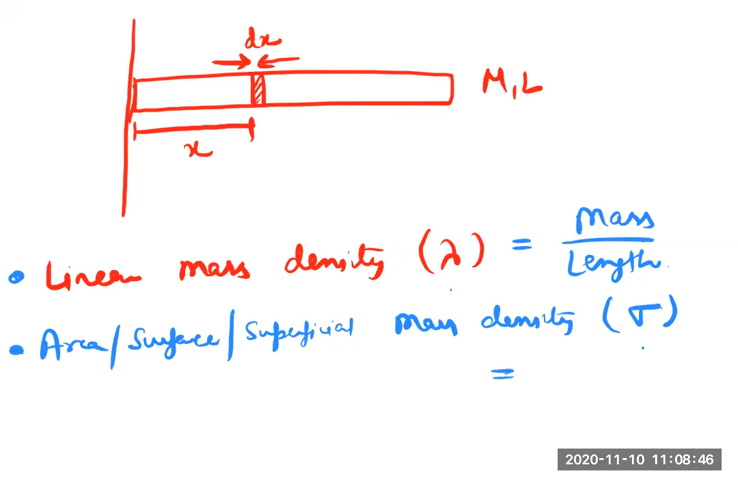 dx
M, L
x
• Linear mass density (λ) = Mass / Length.
• Area/Surface/Superficial mass density (σ)
=
2020-11-10 11:08:46